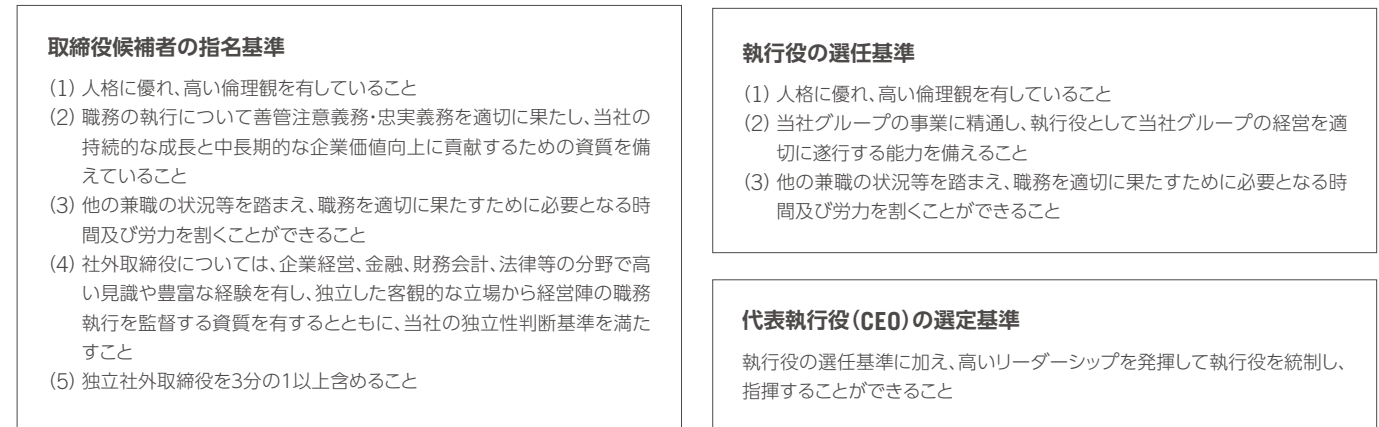 取締役候補者の指名基準
(1) 人格に優れ、高い倫理観を有していること
(2) 職務の執行について善管注意義務・忠実義務を適切に果たし、当社の
持続的な成長と中長期的な企業価値向上に貢献するための資質を備
えていること
(3) 他の兼職の状況等を踏まえ、職務を適切に果たすために必要となる時
間及び労力を割くことができること
(4) 社外取締役については、企業経営、金融、財務会計、法律等の分野で高
い見識や豊富な経験を有し、独立した客観的な立場から経営陣の職務
執行を監督する資質を有するとともに、当社の独立性判断基準を満た
すこと
(5) 独立社外取締役を3分の1以上含めること
執行役の選任基準
(1) 人格に優れ、高い倫理観を有していること
(2) 当社グループの事業に精通し、執行役として当社グループの経営を適
切に遂行する能力を備えること
(3) 他の兼職の状況等を踏まえ、職務を適切に果たすために必要となる時
間及び労力を割くことができること
代表執行役(CEO)の選定基準
執行役の選任基準に加え、高いリーダーシップを発揮して執行役を統制し、
指揮することができること